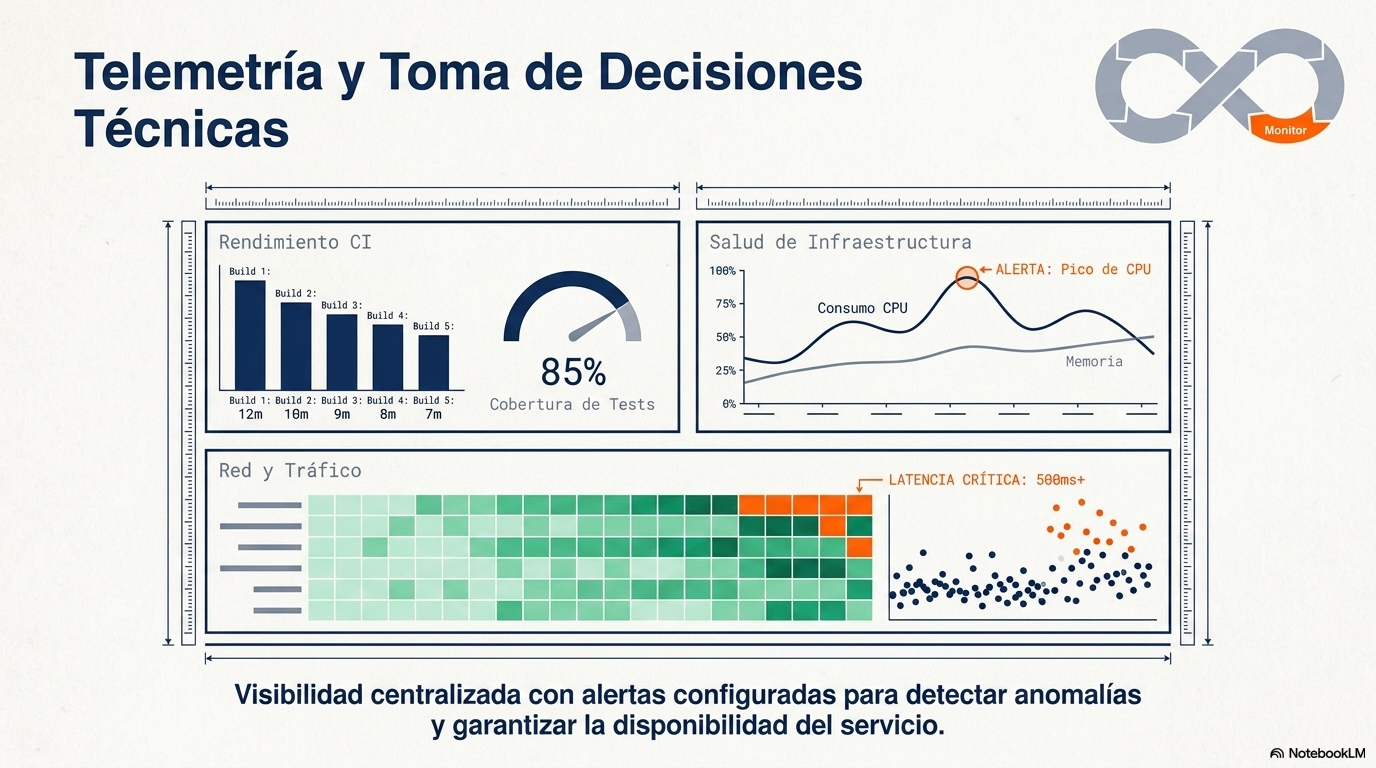 Telemetría y Toma de Decisiones
Técnicas
Monitor
Rendimiento CI
Build 1:
Build 2:
Build 3:
Build 4:
Build 5:
Build 1: Build 2: Build 3: Build 4: Build 5:
12m 10m 9m 8m 7m
85%
Cobertura de Tests
Salud de Infraestructura
100%
75%
50%
25%
0%
Consumo CPU
ALERTA: Pico de CPU
Memoria
Red y Tráfico
LATENCIA CRÍTICA: 500ms+
Visibilidad centralizada con alertas configuradas para detectar anomalías
y garantizar la disponibilidad del servicio.
NotebookLM